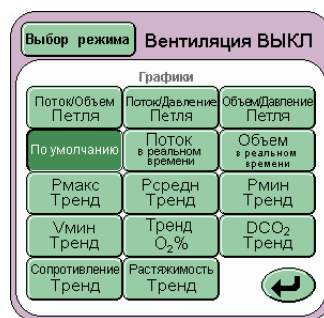 Выбор режима Вентиляция ВЫКЛ
Графики
Поток/Объем Поток/Давление Объем/Давление
Петля Петля Петля
По умолчанию Поток Объем
в реальном в реальном
времени времени
Pмакс Pсредн Pмин
Тренд Тренд Тренд
Vмин Тренд DCO₂
Тренд O₂% Тренд
Сопротивление Растяжимость
Тренд Тренд